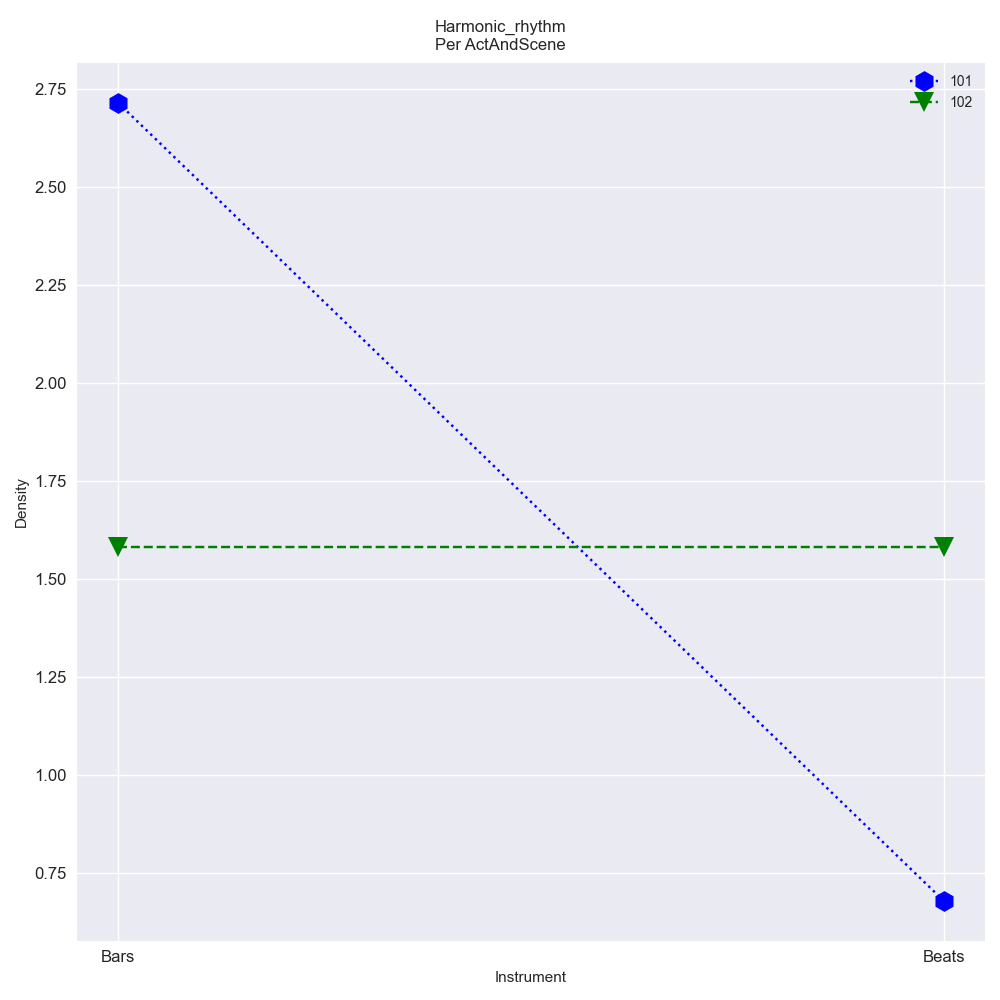 Harmonic_rhythm
Per ActAndScene
101
102
2.75
2.50
2.25
2.00
1.75
1.50
1.25
1.00
0.75
Density
Bars
Beats
Instrument